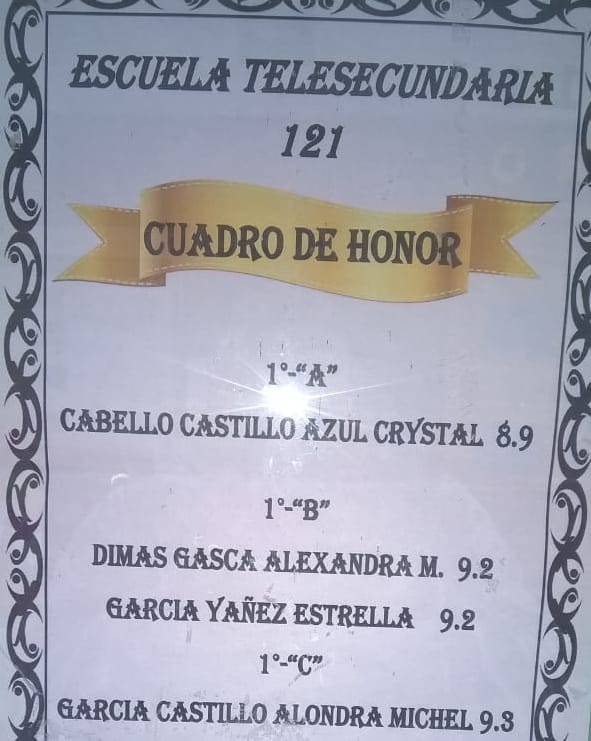 ESCUELA TELESECUNDARIA
121
CUADRO DE HONOR
1°-“A”
CABELLO CASTILLO AZUL CRYSTAL 8.9
1°-“B”
DIMAS GASCA ALEXANDRA M. 9.2
GARCIA YAÑEZ ESTRELLA 9.2
1°-“C”
GARCIA CASTILLO ALONDRA MICHEL 9.3